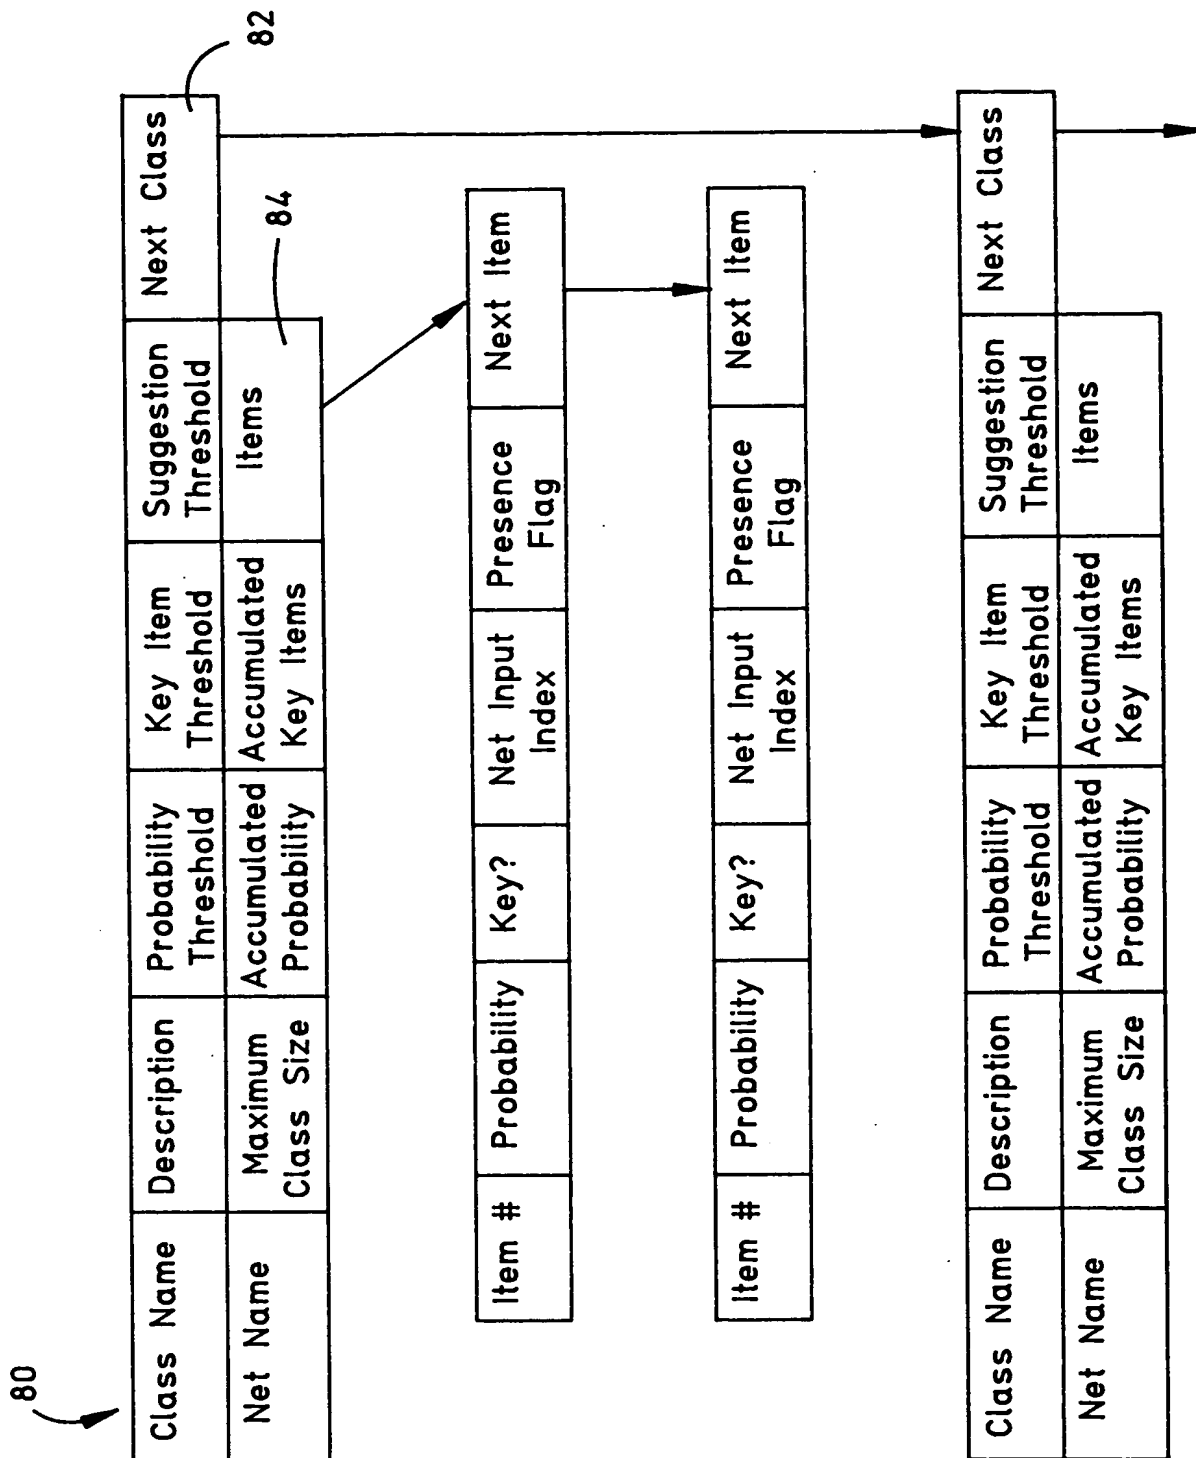 80
82
Class Name
Description
Probability
Threshold
Key Item
Threshold
Suggestion
Threshold
Next Class
Net Name
Maximum
Class Size
Accumulated
Probability
Accumulated
Key Items
Items
84
Item #
Probability
Key?
Net Input
Index
Presence
Flag
Next Item
Item #
Probability
Key?
Net Input
Index
Presence
Flag
Next Item
Class Name
Description
Probability
Threshold
Key Item
Threshold
Suggestion
Threshold
Next Class
Net Name
Maximum
Class Size
Accumulated
Probability
Accumulated
Key Items
Items